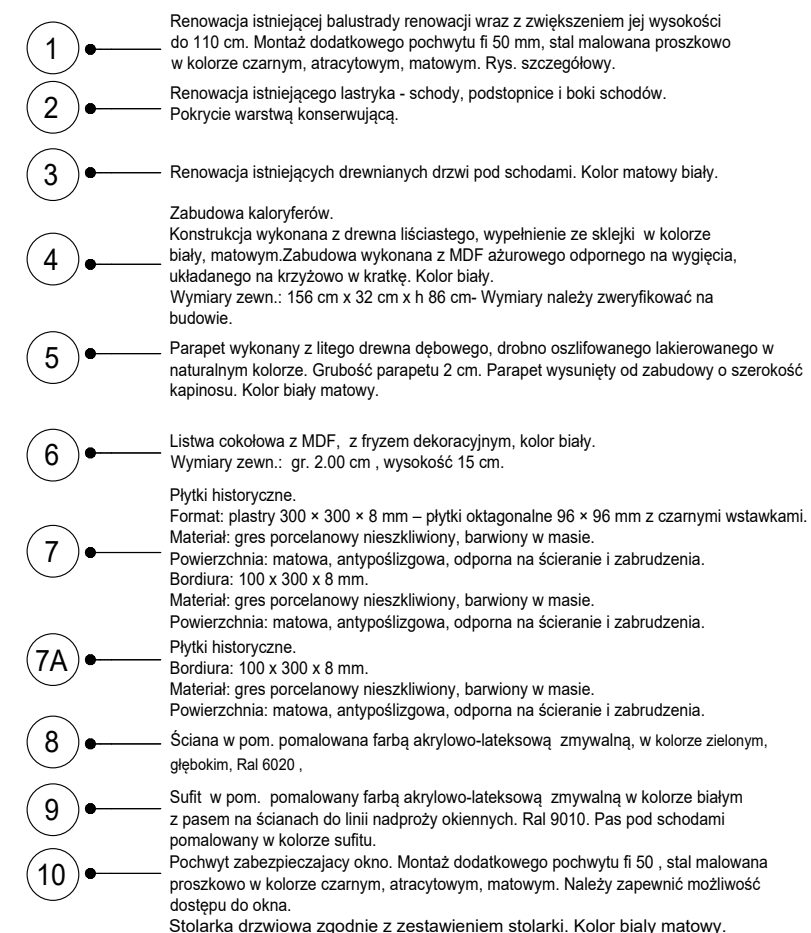 Renowacja istniejącej balustrady renowacji wraz z zwiększeniem jej wysokości
1
do 110 cm. Montaż dodatkowego pochwytu fi 50 mm, stal malowana proszkowo
w kolorze czarnym, atracytowym, matowym. Rys. szczegółowy.
Renowacja istniejącego lastryka - schody, podstopnice i boki schodów.
2
Pokrycie warstwą konserwującą.
3
Renowacja istniejących drewnianych drzwi pod schodami. Kolor matowy biały.
Zabudowa kaloryferów.
Konstrukcja wykonana z drewna liściastego, wypełnienie ze sklejki w kolorze
4
biały, matowym.Zabudowa wykonana z MDF ażurowego odpornego na wygięcia,
układanego na krzyżowo w kratkę. Kolor biały.
Wymiary zewn.: 156 cm x 32 cm x h 86 cm- Wymiary należy zweryfikować na
budowie.
5
Parapet wykonany z litego drewna dębowego, drobno oszlifowanego lakierowanego w
naturalnym kolorze. Grubość parapetu 2 cm. Parapet wysunięty od zabudowy o szerokość
kapinosu. Kolor biały matowy.
6
Listwa cokołowa z MDF, z fryzem dekoracyjnym, kolor biały.
Wymiary zewn.: gr. 2.00 cm , wysokość 15 cm.
Płytki historyczne.
Format: plastry 300 × 300 × 8 mm – płytki oktagonalne 96 × 96 mm z czarnymi wstawkami.
Materiał: gres porcelanowy nieszkliwiony, barwiony w masie.
7
Powierzchnia: matowa, antypoślizgowa, odporna na ścieranie i zabrudzenia.
Bordiura: 100 x 300 x 8 mm.
Materiał: gres porcelanowy nieszkliwiony, barwiony w masie.
Powierzchnia: matowa, antypoślizgowa, odporna na ścieranie i zabrudzenia.
7A
Płytki historyczne.
Bordiura: 100 x 300 x 8 mm.
Materiał: gres porcelanowy nieszkliwiony, barwiony w masie.
Powierzchnia: matowa, antypoślizgowa, odporna na ścieranie i zabrudzenia.
8
Ściana w pom. pomalowana farbą akrylowo-lateksową zmywalną, w kolorze zielonym,
głębokim, Ral 6020 ,
9
Sufit w pom. pomalowany farbą akrylowo-lateksową zmywalną w kolorze białym
z pasem na ścianach do linii nadproży okiennych. Ral 9010. Pas pod schodami
pomalowany w kolorze sufitu.
10
Pochwyt zabezpieczajacy okno. Montaż dodatkowego pochwytu fi 50 , stal malowana
proszkowo w kolorze czarnym, atracytowym, matowym. Należy zapewnić możliwość
dostępu do okna.
Stolarka drzwiowa zgodnie z zestawieniem stolarki. Kolor bialy matowy.